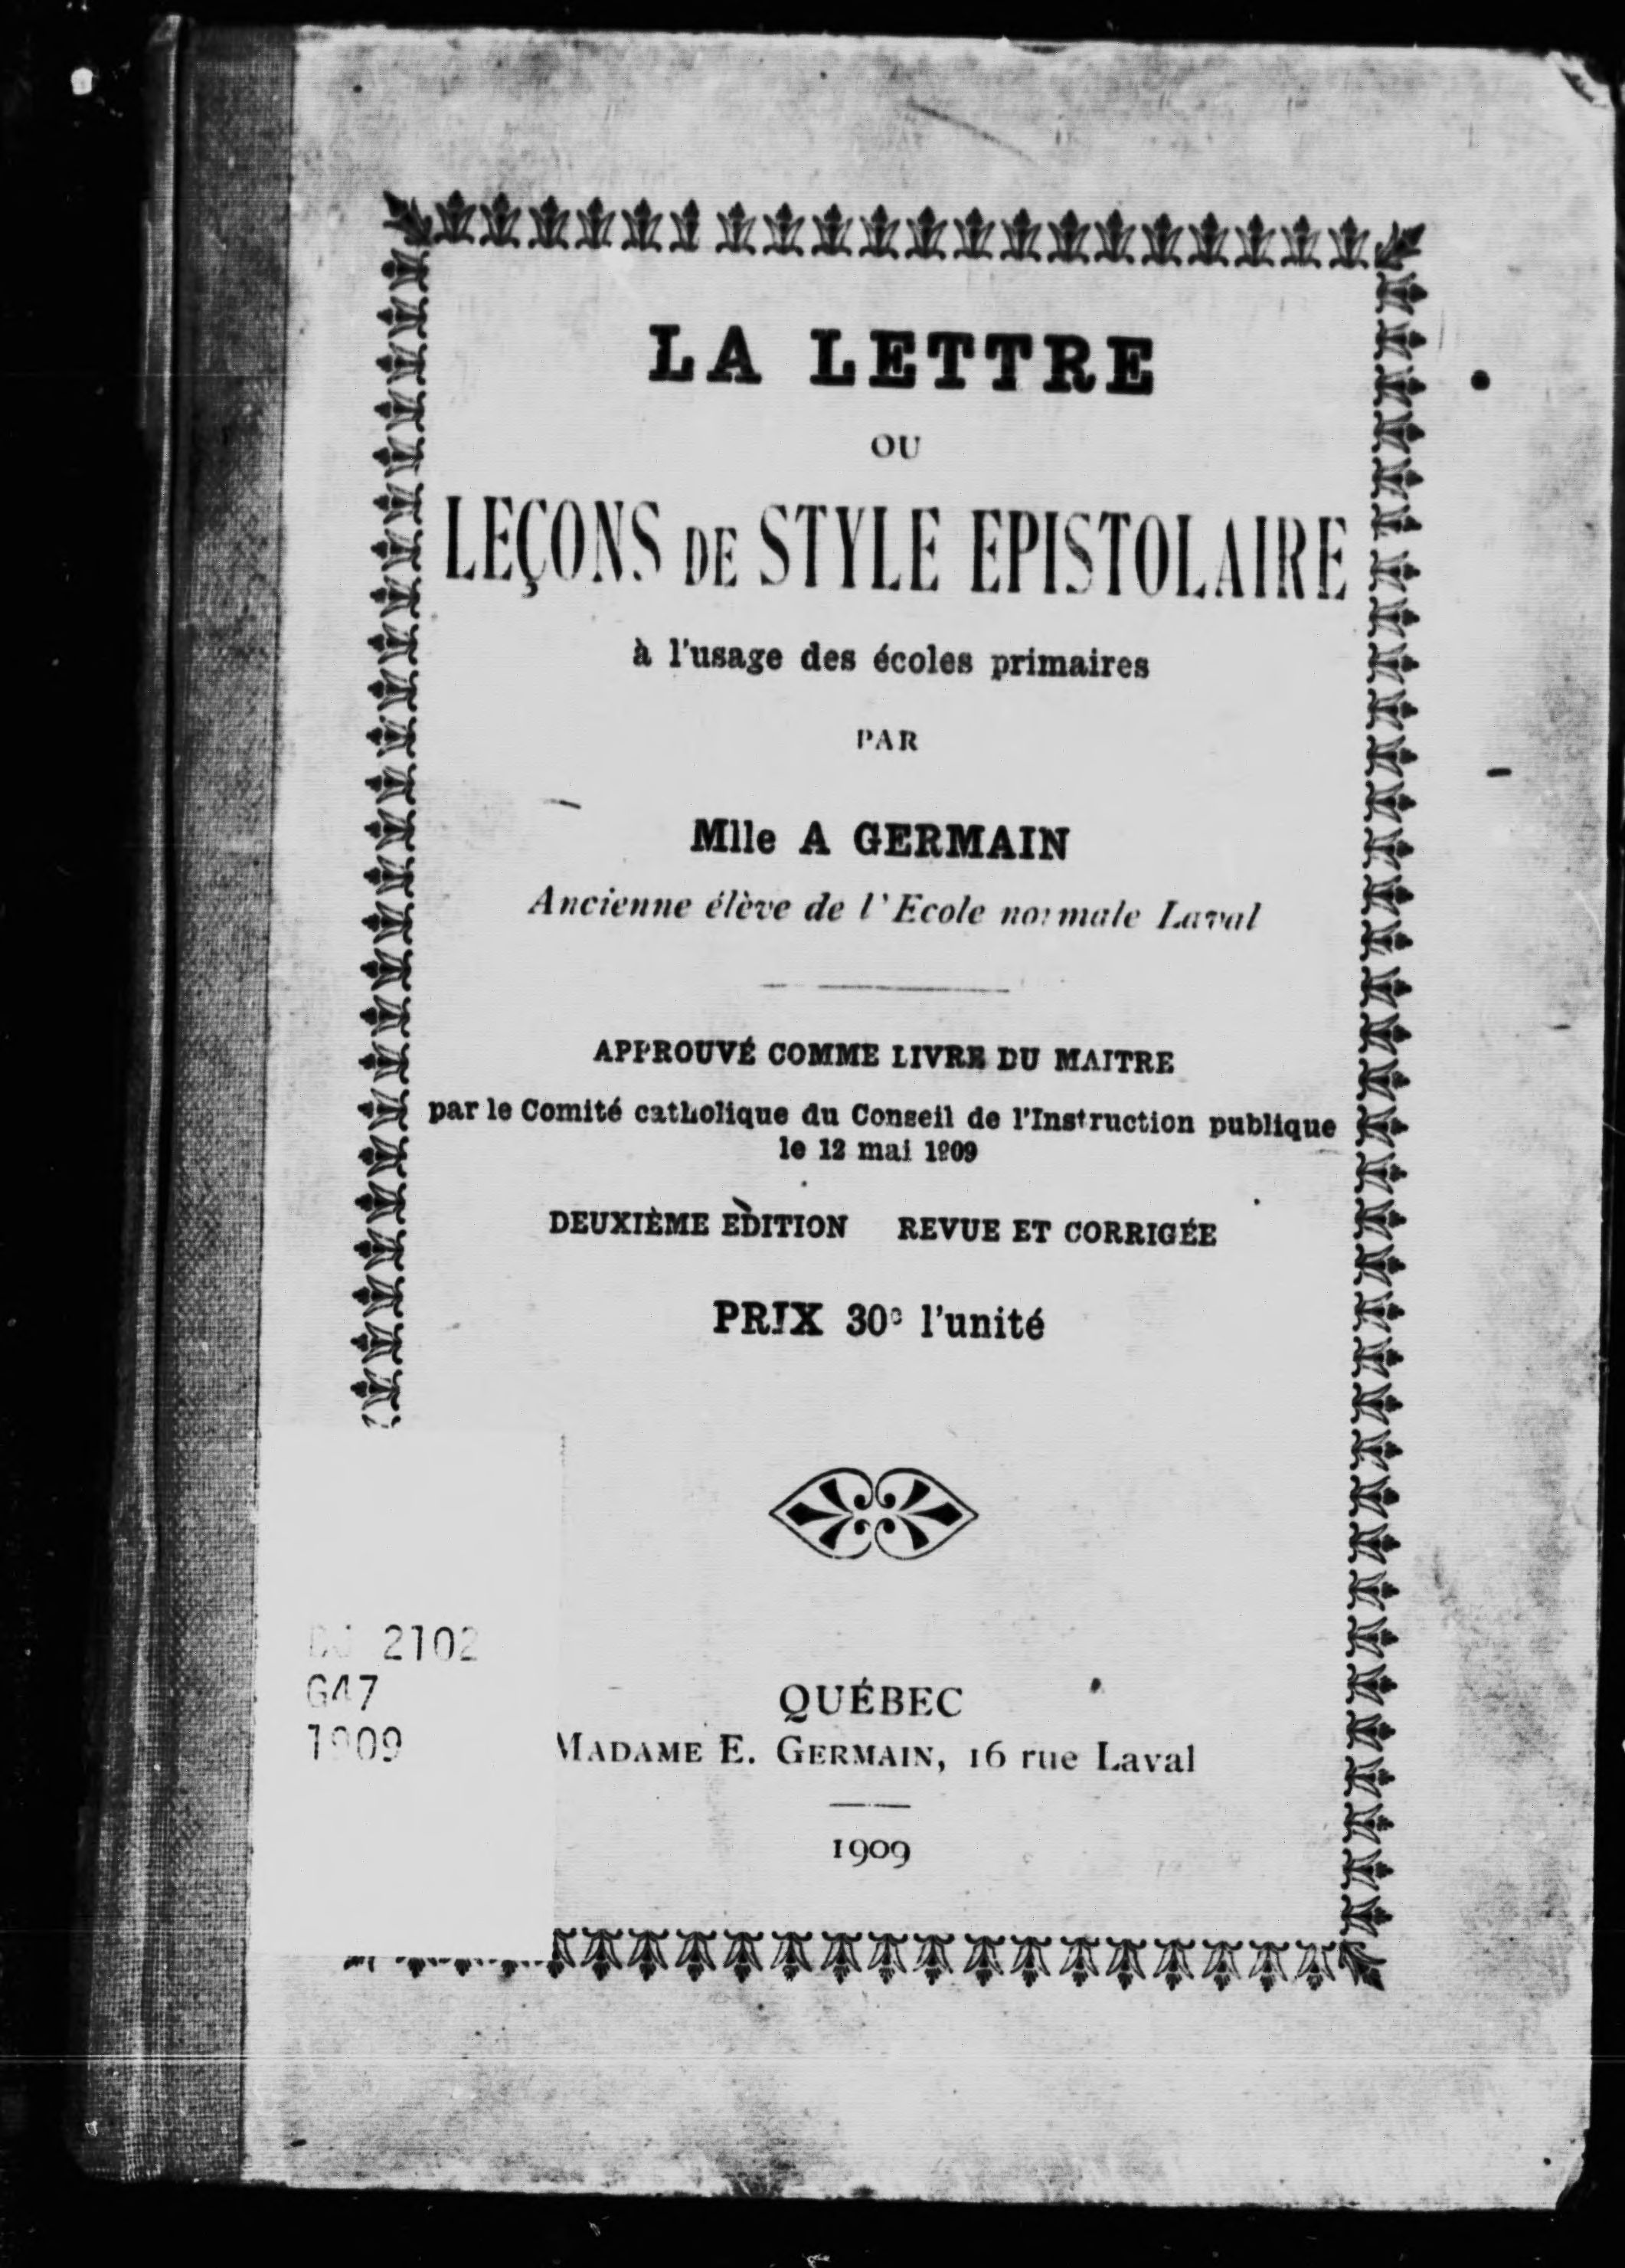 LA LETTRE
OU
LEÇONS DE STYLE EPISTOLAIRE
à l'usage des écoles primaires
PAR
Mlle A GERMAIN
Ancienne élève de l'Ecole normale Laval
APPROUVÉ COMME LIVRE DU MAITRE
par le Comité catholique du Conseil de l'Instruction publique
le 12 mai 1909
DEUXIÈME EDITION REVUE ET CORRIGÉE
PRIX 30c l'unité
2102
G47
1909
QUÉBEC
MADAME E. GERMAIN, 16 rue Laval
1909